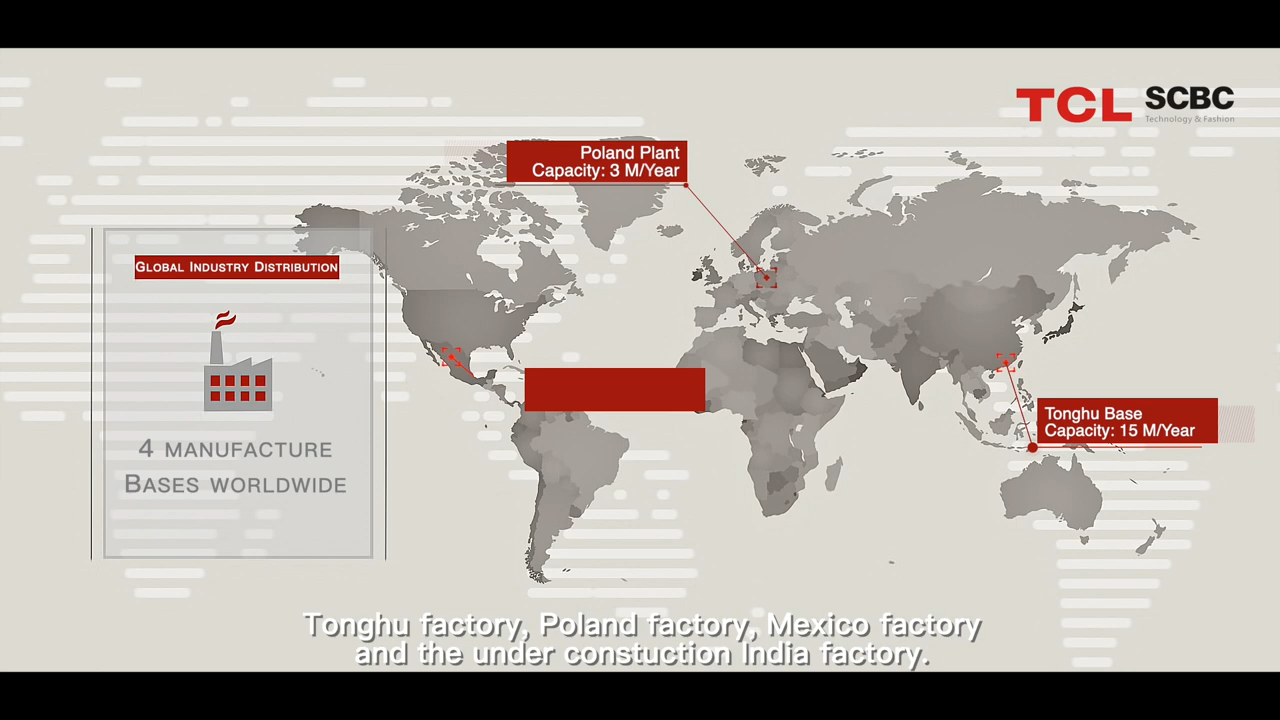 TCL SCBC
Technology & Fashion
Poland Plant
Capacity: 3 M/Year
Global Industry Distribution
4 manufacture
Bases worldwide
Tonghu Base
Capacity: 15 M/Year
Tonghu factory, Poland factory, Mexico factory
and the under constuction India factory.